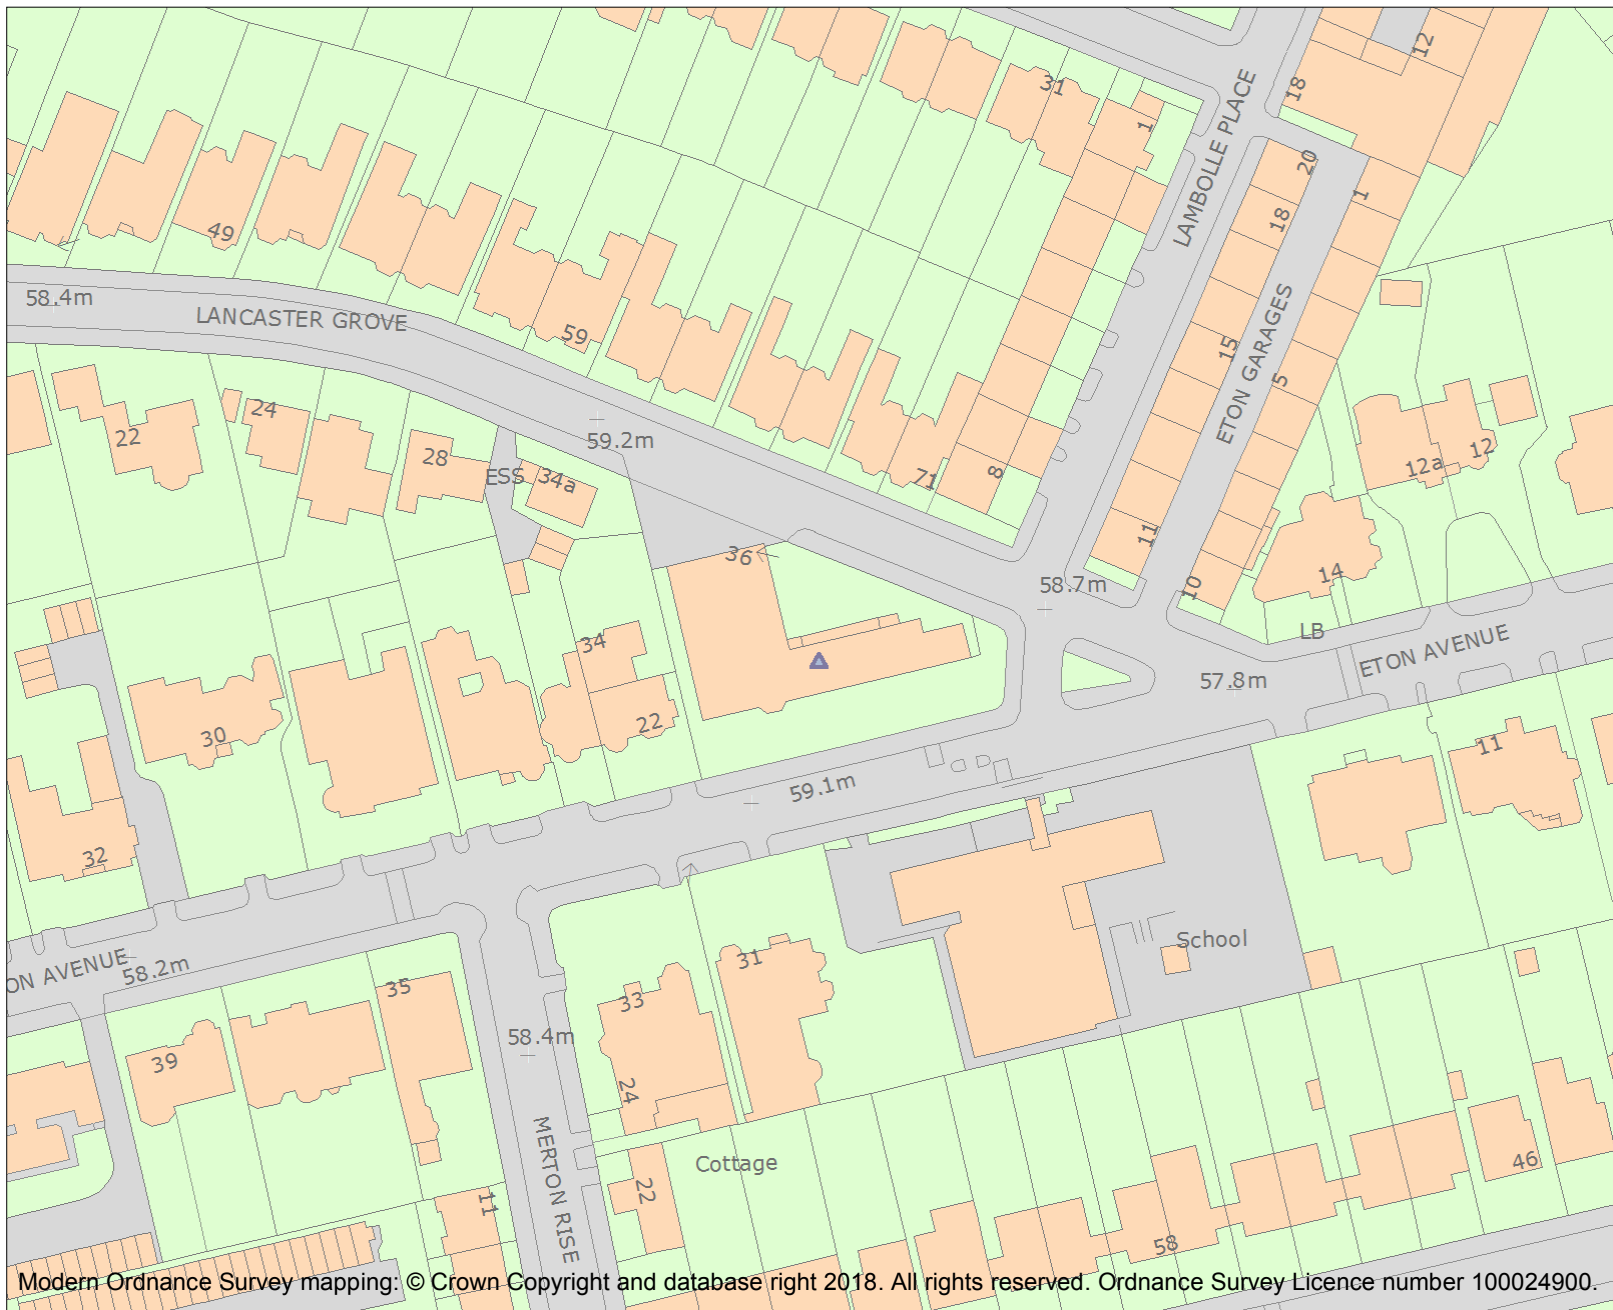 12
31
18
1
LAMBOLLE PLACE
20
1
18
49
58.4m
LANCASTER GROVE
59
15
ETON GARAGES
5
24
22
59.2m
28
ESS
34a
71
8
12a
12
11
36
58.7m
14
10
34
LB
ETON AVENUE
57.8m
22
30
11
59.1m
32
School
ON AVENUE
58.2m
31
35
33
58.4m
39
24
MERTON RISE
Cottage
22
11
46
58
Modern Ordnance Survey mapping: © Crown Copyright and database right 2018. All rights reserved. Ordnance Survey Licence number 100024900.